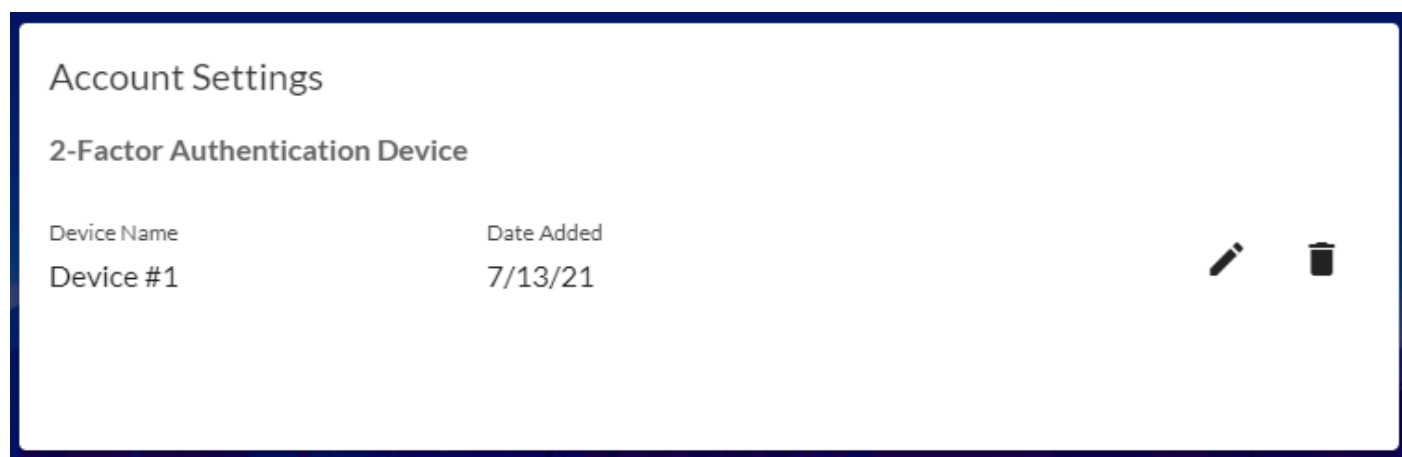 Account Settings
2-Factor Authentication Device
Device Name Date Added
Device #1 7/13/21